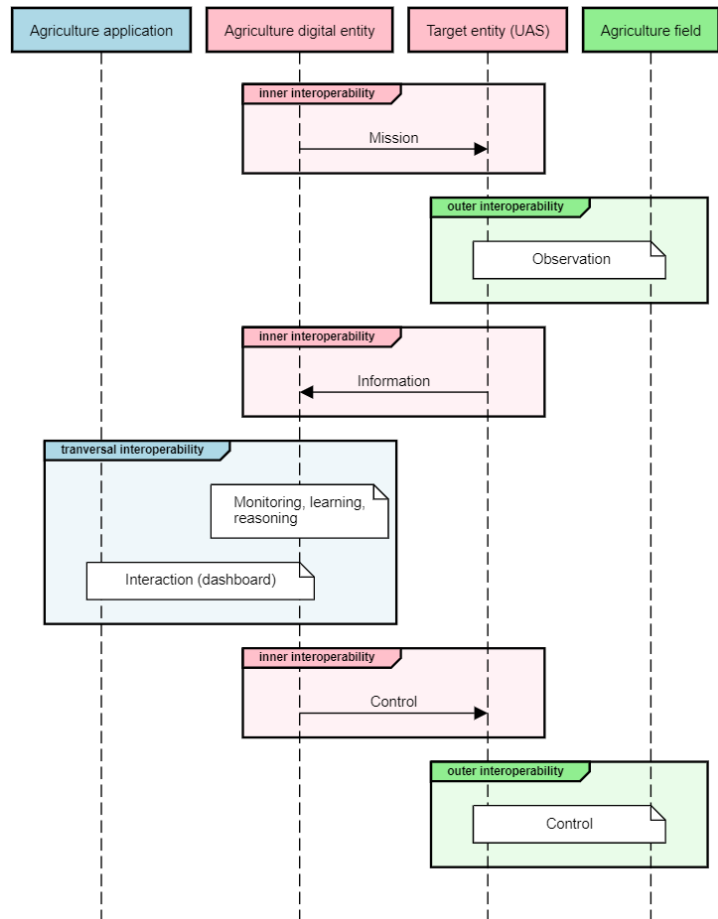 Agriculture application
Agriculture digital entity
Target entity (UAS)
Agriculture field
inner interoperability
Mission
outer interoperability
Observation
inner interoperability
Information
tranversal interoperability
Monitoring, learning,
reasoning
Interaction (dashboard)
inner interoperability
Control
outer interoperability
Control